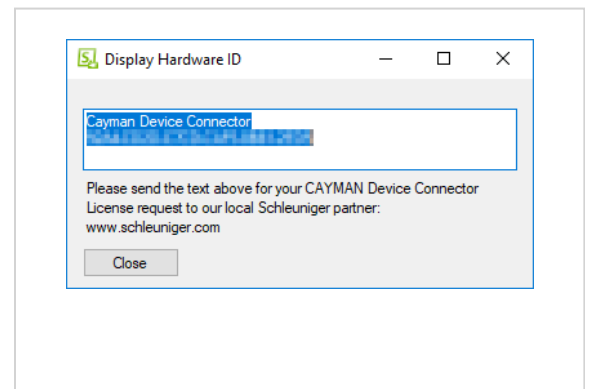 Display Hardware ID
Cayman Device Connector
Please send the text above for your CAYMAN Device Connector
License request to our local Schleuniger partner:
www.schleuniger.com
Close